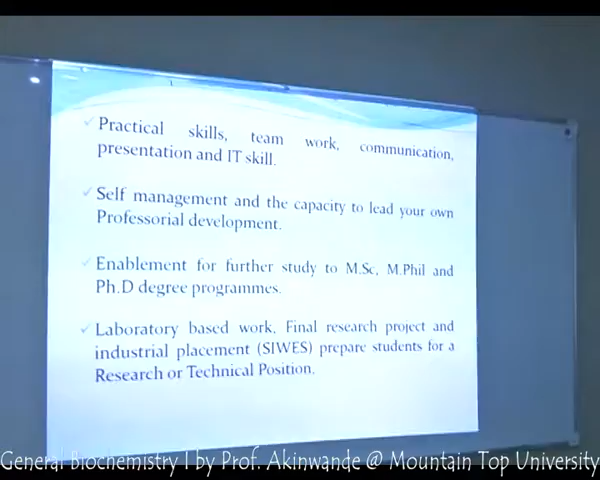 Practical skills, team work, communication,
presentation and IT skill.
Self management and the capacity to lead your own
Professorial development.
Enablement for further study to M.Sc, M.Phil and
Ph.D degree programmes.
Laboratory based work, Final research project and
industrial placement (SIWES) prepare students for a
Research or Technical Position.
General Biochemistry I by Prof. Akinwande @ Mountain Top University